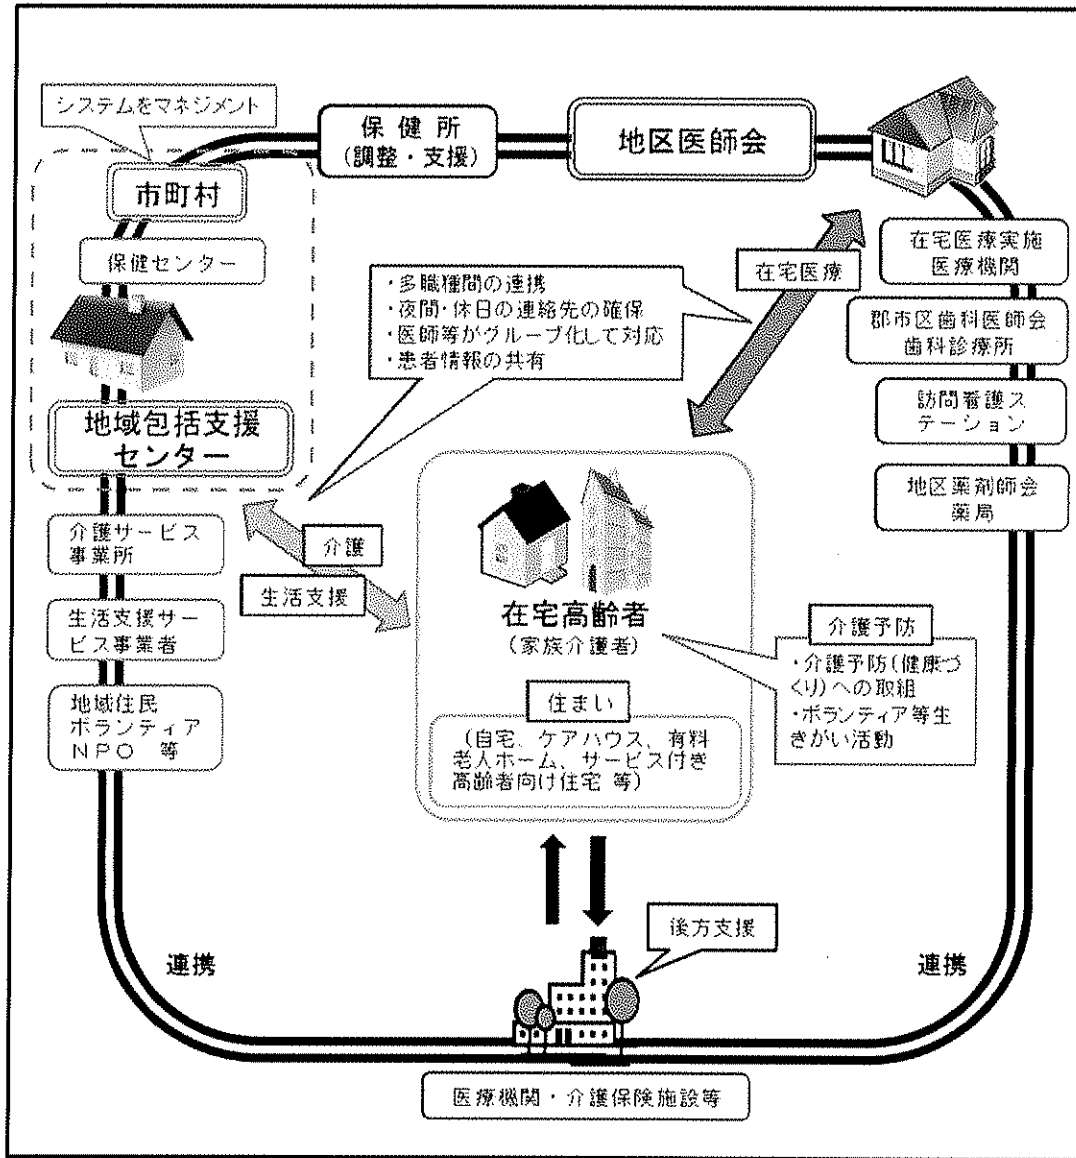 システムをマネジメント
保健所
(調整・支援)
地区医師会
市町村
保健センター
地域包括支援
センター
・多職種間の連携
・夜間・休日の連絡先の確保
・医師等がグループ化して対応
・患者情報の共有
在宅医療
在宅医療実施
医療機関
郡市区歯科医師会
歯科診療所
訪問看護ス
テーション
地区薬剤師会
薬局
介護サービス
事業所
生活支援サー
ビス事業者
地域住民
ボランティア
NPO 等
介護
生活支援
在宅高齢者
(家族介護者)
住まい
(自宅、ケアハウス、有料
老人ホーム、サービス付き
高齢者向け住宅 等)
介護予防
・介護予防(健康づ
くり)への取組
・ボランティア等生
きがい活動
後方支援
連携
連携
医療機関・介護保険施設等